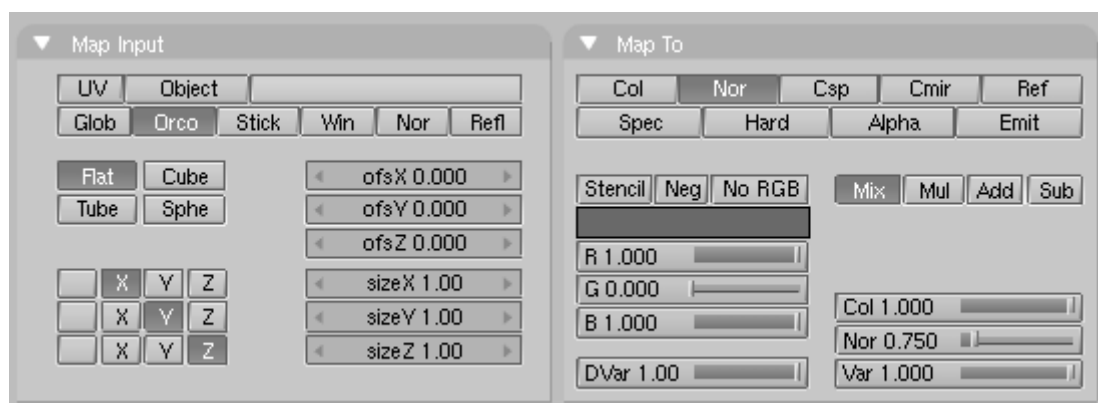 Map Input
UV Object
Glob Orco Stick Win Nor Refl
Flat Cube
Tube Sphe
ofsX 0.000
ofsY 0.000
ofsZ 0.000
X Y Z
X Y Z
X Y Z
sizeX 1.00
sizeY 1.00
sizeZ 1.00
Map To
Col Nor Csp Cmir Ref
Spec Hard Alpha Emit
Stencil Neg No RGB
Mix Mul Add Sub
R 1.000
G 0.000
B 1.000
DVar 1.00
Col 1.000
Nor 0.750
Var 1.000